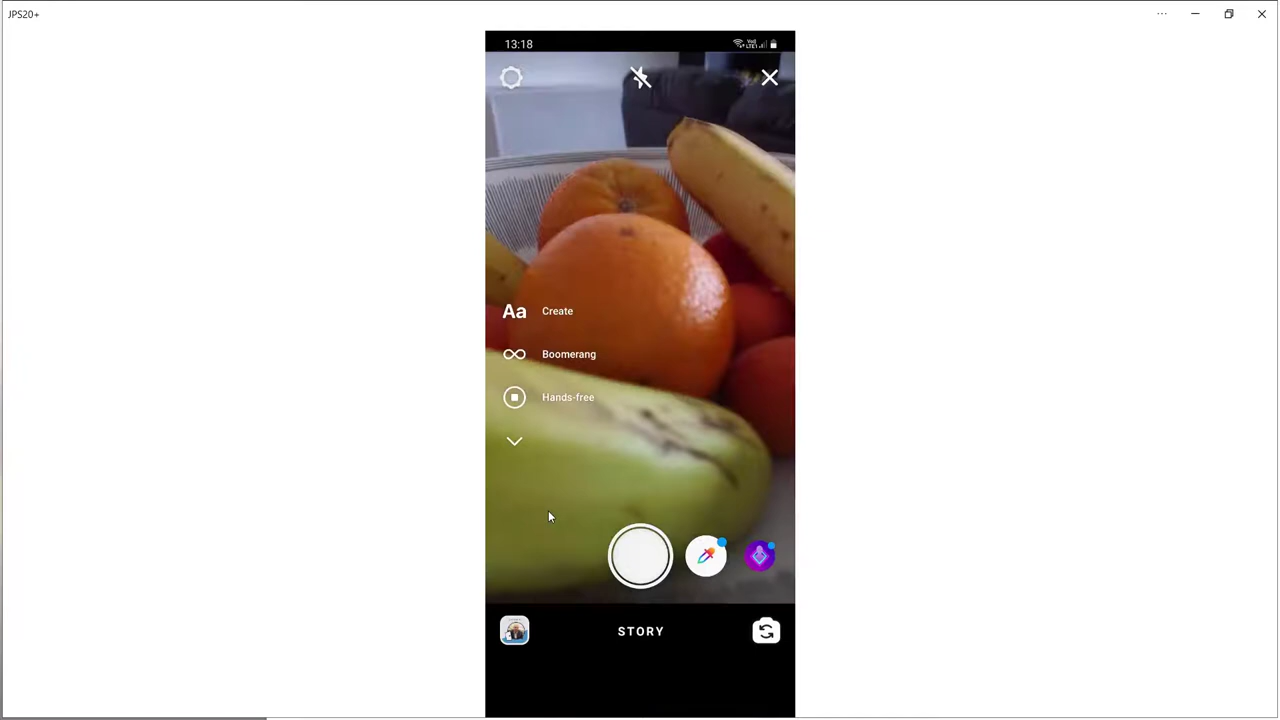 JPS20+
13:18
Aa Create
Boomerang
Hands-free
STORY